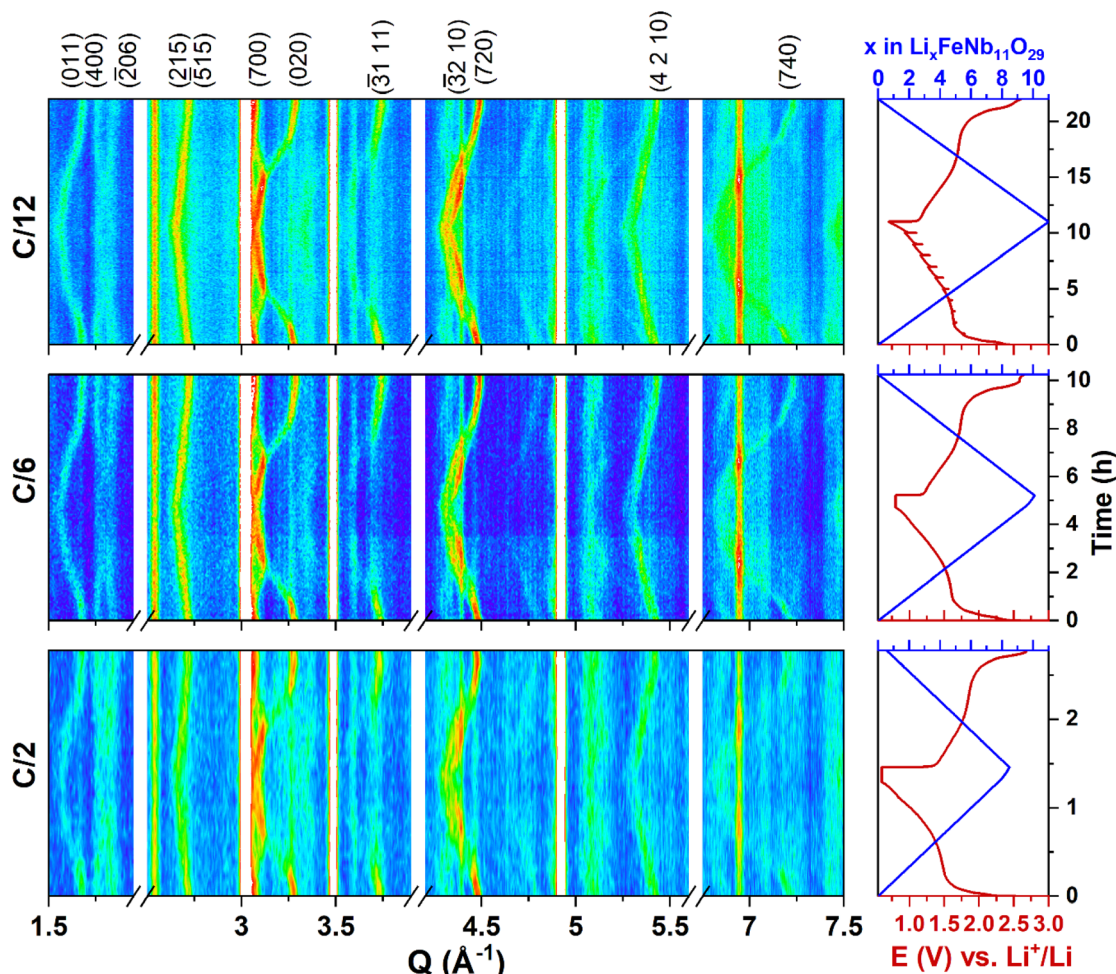 (011)
(400)
(2̅06)
(215)
(5̅15)
(700)
(020)
(3̅1 11)
(3̅2 10)
(720)
(4 2 10)
(740)
x in LiₓFeNb₁₁O₂₉
0 2 4 6 8 10
C/12
20
15
10
5
0
C/6
10
8
6
4
2
0
Time (h)
C/2
2
1
0
1.5 3 3.5 4.5 5 5.5 7 7.5
Q (Å⁻¹)
1.0 1.5 2.0 2.5 3.0
E (V) vs. Li⁺/Li